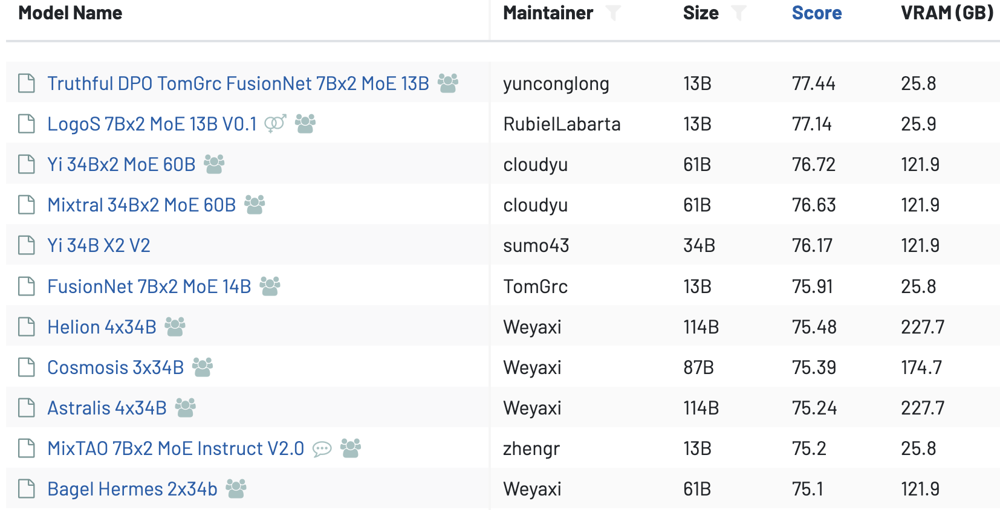 Model Name Maintainer Size Score VRAM (GB)
Truthful DPO TomGrc FusionNet 7Bx2 MoE 13B yunconglong 13B 77.44 25.8
LogoS 7Bx2 MoE 13B V0.1 RubielLabarta 13B 77.14 25.9
Yi 34Bx2 MoE 60B cloudyu 61B 76.72 121.9
Mixtral 34Bx2 MoE 60B cloudyu 61B 76.63 121.9
Yi 34B X2 V2 sumo43 34B 76.17 121.9
FusionNet 7Bx2 MoE 14B TomGrc 13B 75.91 25.8
Helion 4x34B Weyaxi 114B 75.48 227.7
Cosmosis 3x34B Weyaxi 87B 75.39 174.7
Astralis 4x34B Weyaxi 114B 75.24 227.7
MixTAO 7Bx2 MoE Instruct V2.0 zhengr 13B 75.2 25.8
Bagel Hermes 2x34b Weyaxi 61B 75.1 121.9